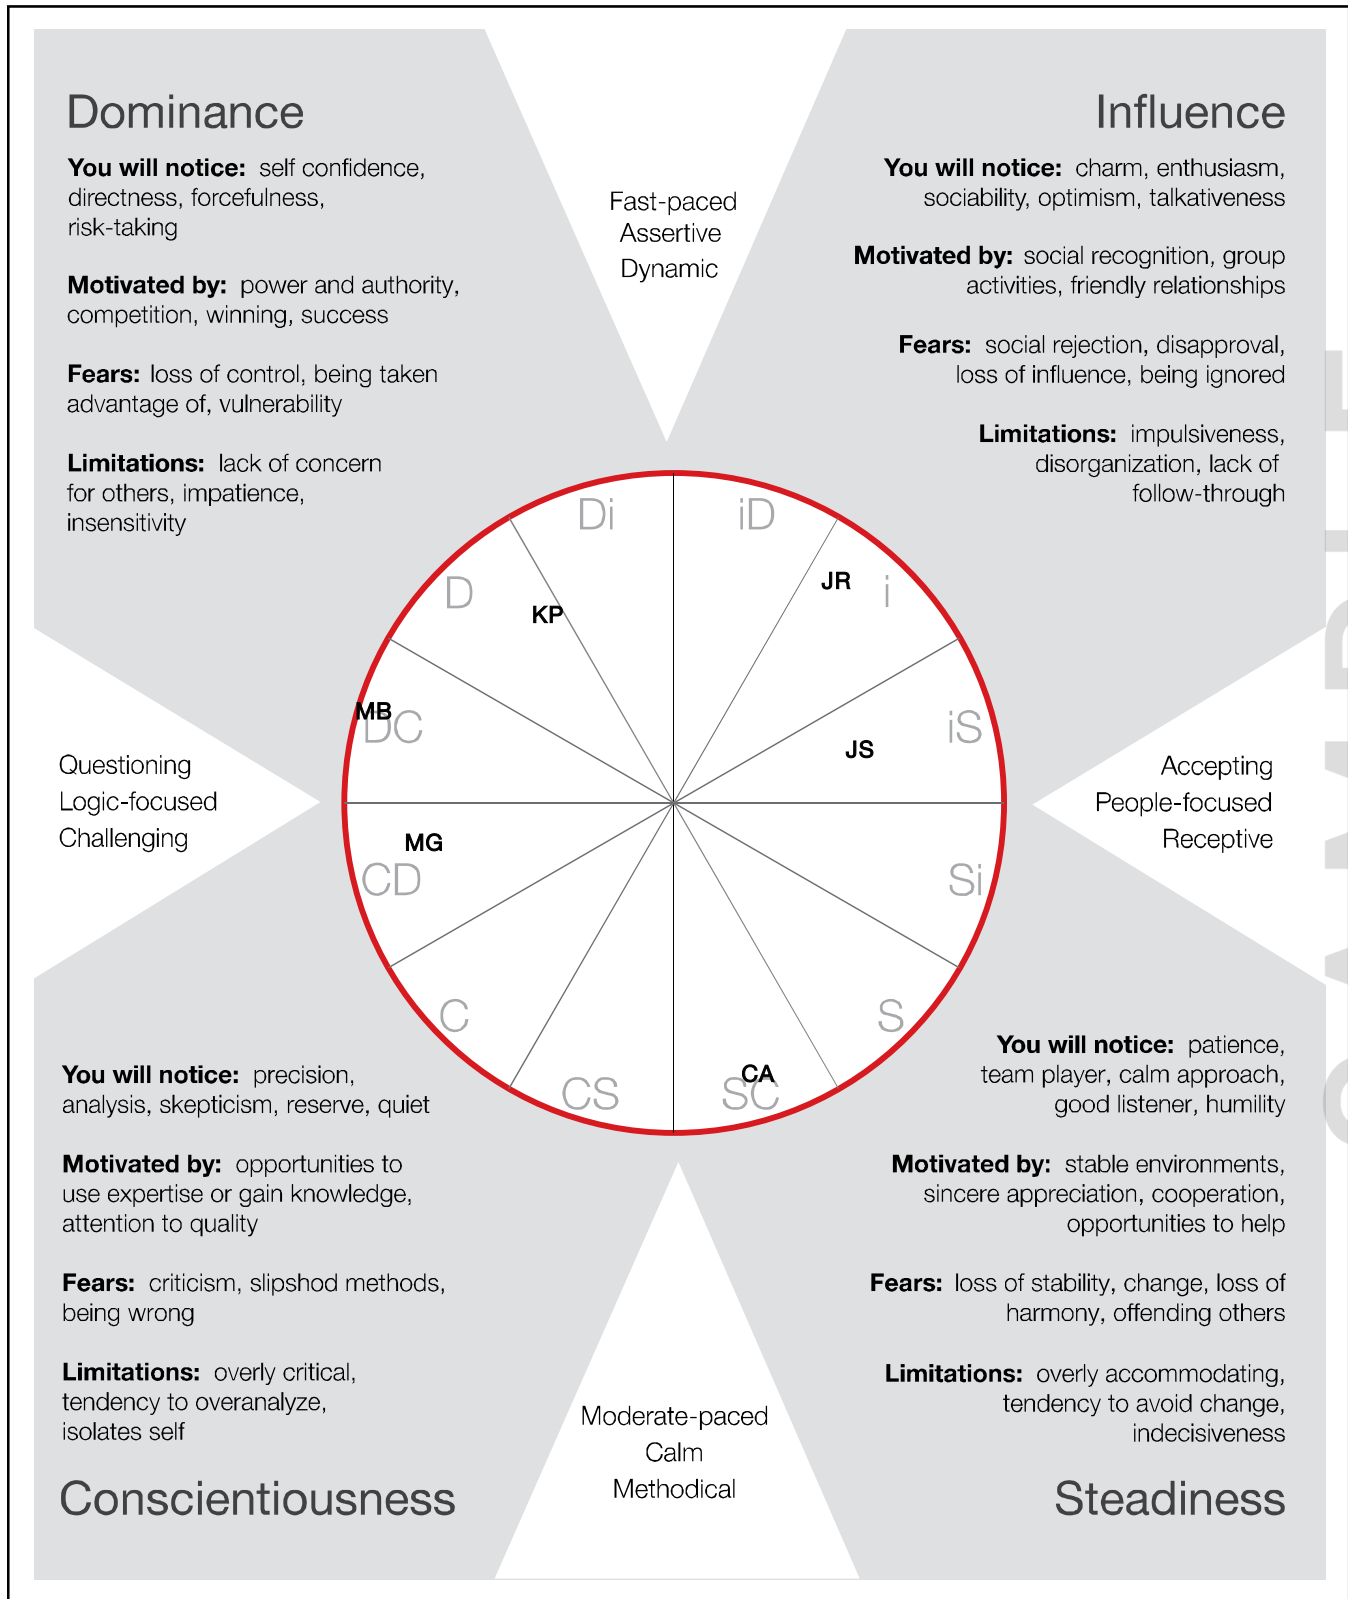 Dominance
You will notice: self confidence,
directness, forcefulness,
risk-taking
Motivated by: power and authority,
competition, winning, success
Fears: loss of control, being taken
advantage of, vulnerability
Limitations: lack of concern
for others, impatience,
insensitivity
Fast-paced
Assertive
Dynamic
Influence
You will notice: charm, enthusiasm,
sociability, optimism, talkativeness
Motivated by: social recognition, group
activities, friendly relationships
Fears: social rejection, disapproval,
loss of influence, being ignored
Limitations: impulsiveness,
disorganization, lack of
follow-through
Di
iD
D
KP
JR
i
MB
DC
JS
iS
MG
CD
Si
C
S
CS
CA
SC
Questioning
Logic-focused
Challenging
Accepting
People-focused
Receptive
You will notice: precision,
analysis, skepticism, reserve, quiet
Motivated by: opportunities to
use expertise or gain knowledge,
attention to quality
Fears: criticism, slipshod methods,
being wrong
Limitations: overly critical,
tendency to overanalyze,
isolates self
Conscientiousness
Moderate-paced
Calm
Methodical
You will notice: patience,
team player, calm approach,
good listener, humility
Motivated by: stable environments,
sincere appreciation, cooperation,
opportunities to help
Fears: loss of stability, change, loss of
harmony, offending others
Limitations: overly accommodating,
tendency to avoid change,
indecisiveness
Steadiness